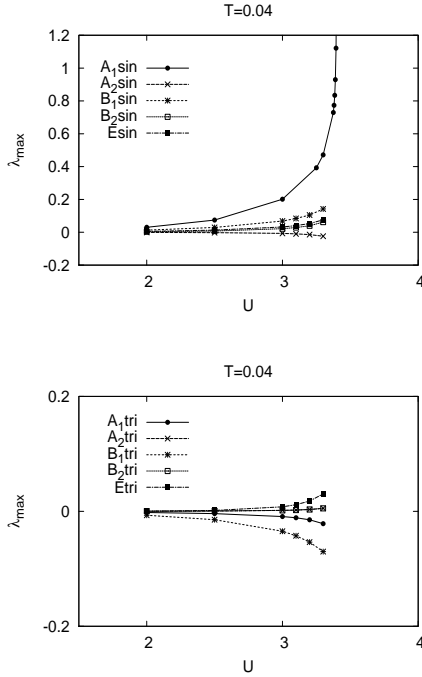 T=0.04
1.2
1
0.8
0.6
0.4
0.2
0
-0.2
λmax
A1sin
A2sin
B1sin
B2sin
Esin
2 3 4
U
T=0.04
0.2
0
-0.2
λmax
A1tri
A2tri
B1tri
B2tri
Etri
2 3 4
U